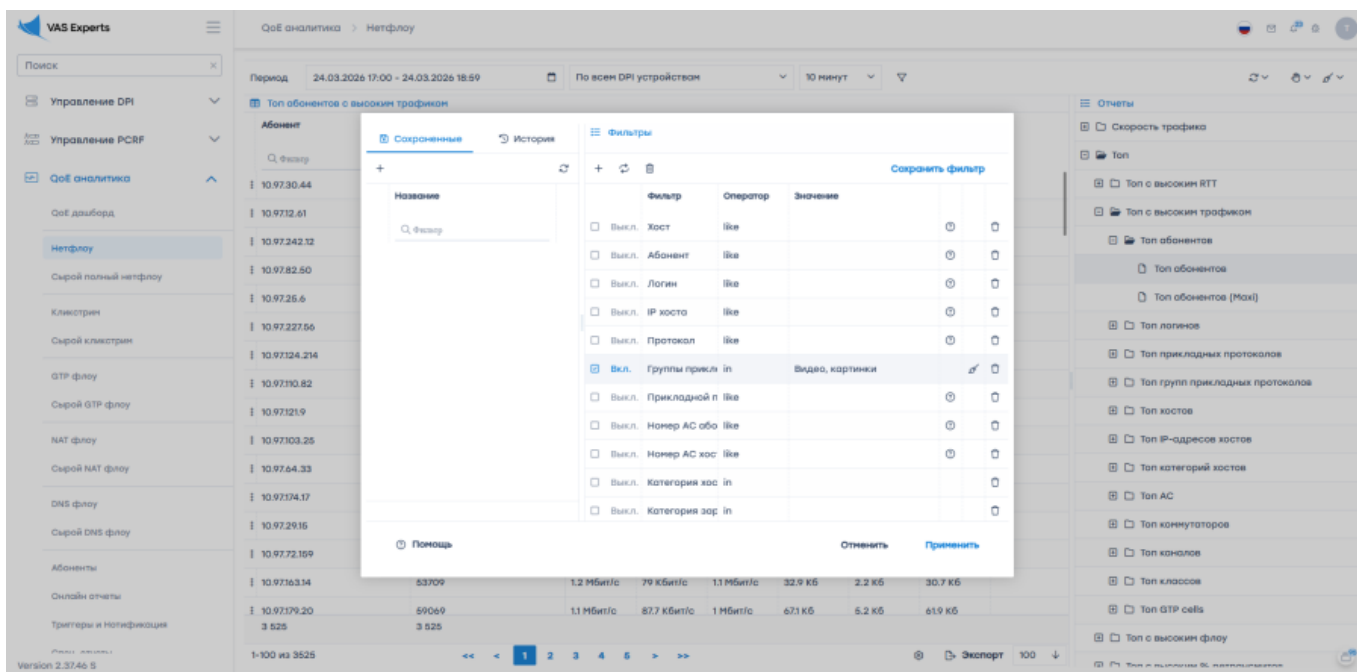 VAS Experts
QoE аналитика > Нетфлоу
Поиск
Управление DPI
Управление PCRF
QoE аналитика
QoE дашборд
Нетфлоу
Сырой полный нетфлоу
Кликстрим
Сырой кликстрим
GTP флоу
Сырой GTP флоу
NAT флоу
Сырой NAT флоу
DNS флоу
Сырой DNS флоу
Абоненты
Онлайн отчеты
Триггеры и Нотификация
Version 2.37.46 S
Период 24.03.2026 17:00 - 24.03.2026 18:59 По всем DPI устройствам 10 минут
Топ абонентов с высоким трафиком
Абонент
Фильтр
10.97.30.44
10.97.12.61
10.97.242.12
10.97.82.50
10.97.25.6
10.97.227.56
10.97.124.214
10.97.110.82
10.97.121.9
10.97.103.25
10.97.64.33
10.97.174.17
10.97.29.15
10.97.72.159
10.97.163.14 53709 1.2 Мбит/с 79 Кбит/с 1.1 Мбит/с 32.9 Кб 2.2 Кб 30.7 Кб
10.97.179.20 59069 1.1 Мбит/с 87.7 Кбит/с 1 Мбит/с 67.1 Кб 5.2 Кб 61.9 Кб
3 525 3 525
1-100 из 3525 << < 1 2 3 4 5 > >> Экспорт 100
Сохраненные История
Название
Фильтр
Фильтры
Сохранить фильтр
Фильтр Оператор Значение
Выкл. Хост like
Выкл. Абонент like
Выкл. Логин like
Выкл. IP хоста like
Выкл. Протокол like
Вкл. Группы прикл in Видео, картинки
Выкл. Прикладной п like
Выкл. Номер АС або like
Выкл. Номер АС хос like
Выкл. Категория хос in
Выкл. Категория зар in
Помощь Отменить Применить
Отчеты
Скорость трафика
Топ
Топ с высоким RTT
Топ с высоким трафиком
Топ абонентов
Топ абонентов
Топ абонентов (Maxi)
Топ логинов
Топ прикладных протоколов
Топ групп прикладных протоколов
Топ хостов
Топ IP-адресов хостов
Топ категорий хостов
Топ АС
Топ коммутаторов
Топ каналов
Топ классов
Топ GTP cells
Топ с высоким флоу